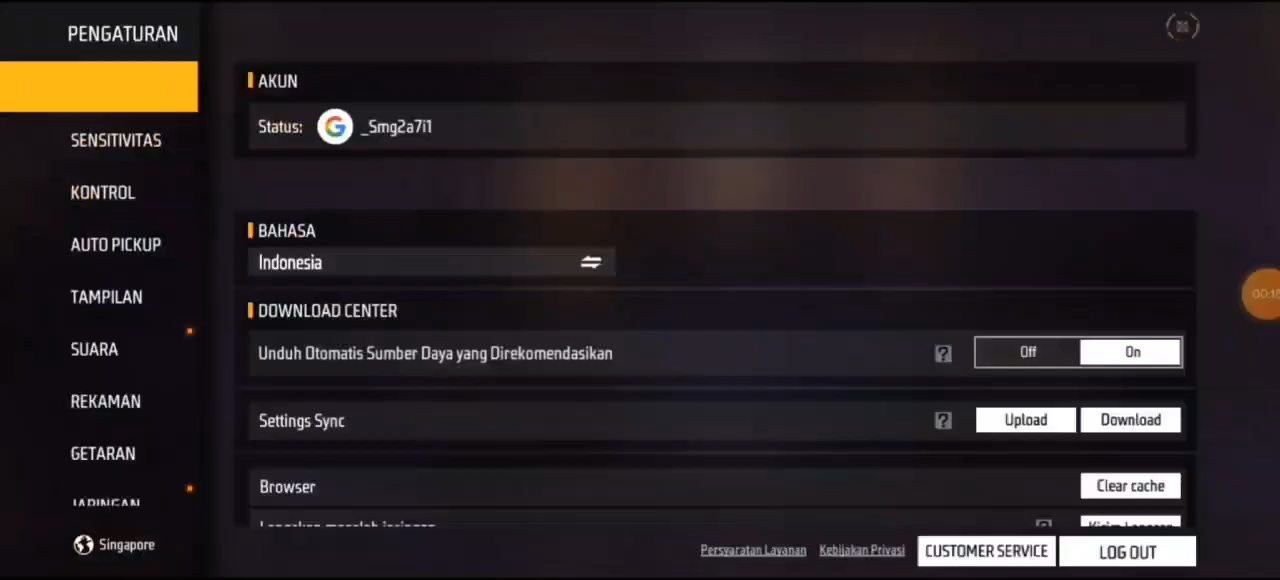 PENGATURAN
AKUN
Status: _Smg2a7i1
SENSITIVITAS
KONTROL
BAHASA
AUTO PICKUP
Indonesia
TAMPILAN
DOWNLOAD CENTER
SUARA
Unduh Otomatis Sumber Daya yang Direkomendasikan ? Off On
REKAMAN
Settings Sync ? Upload Download
GETARAN
Browser Clear cache
JARINGAN
Singapore
Persyaratan Layanan Kebijakan Privasi CUSTOMER SERVICE LOG OUT